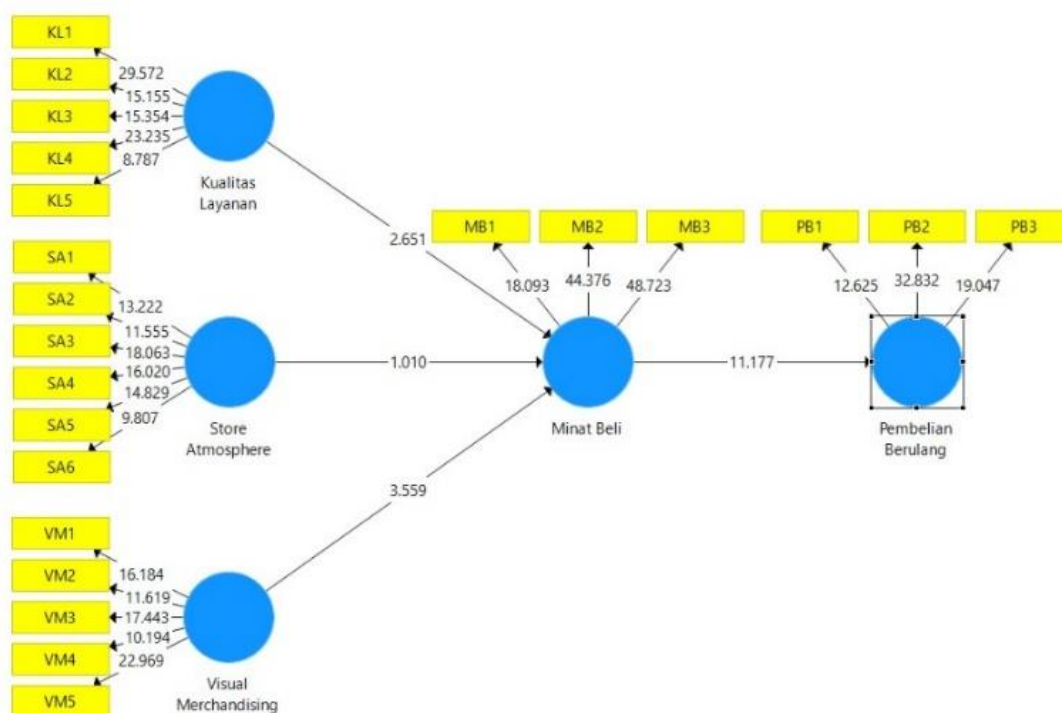 KL1
KL2
KL3
KL4
KL5
29.572
15.155
15.354
23.235
8.787
Kualitas
Layanan
SA1
SA2
SA3
SA4
SA5
SA6
13.222
11.555
18.063
16.020
14.829
9.807
Store
Atmosphere
VM1
VM2
VM3
VM4
VM5
16.184
11.619
17.443
10.194
22.969
Visual
Merchandising
2.651
1.010
3.559
MB1
MB2
MB3
18.093
44.376
48.723
Minat Beli
11.177
PB1
PB2
PB3
12.625
32.832
19.047
Pembelian
Berulang